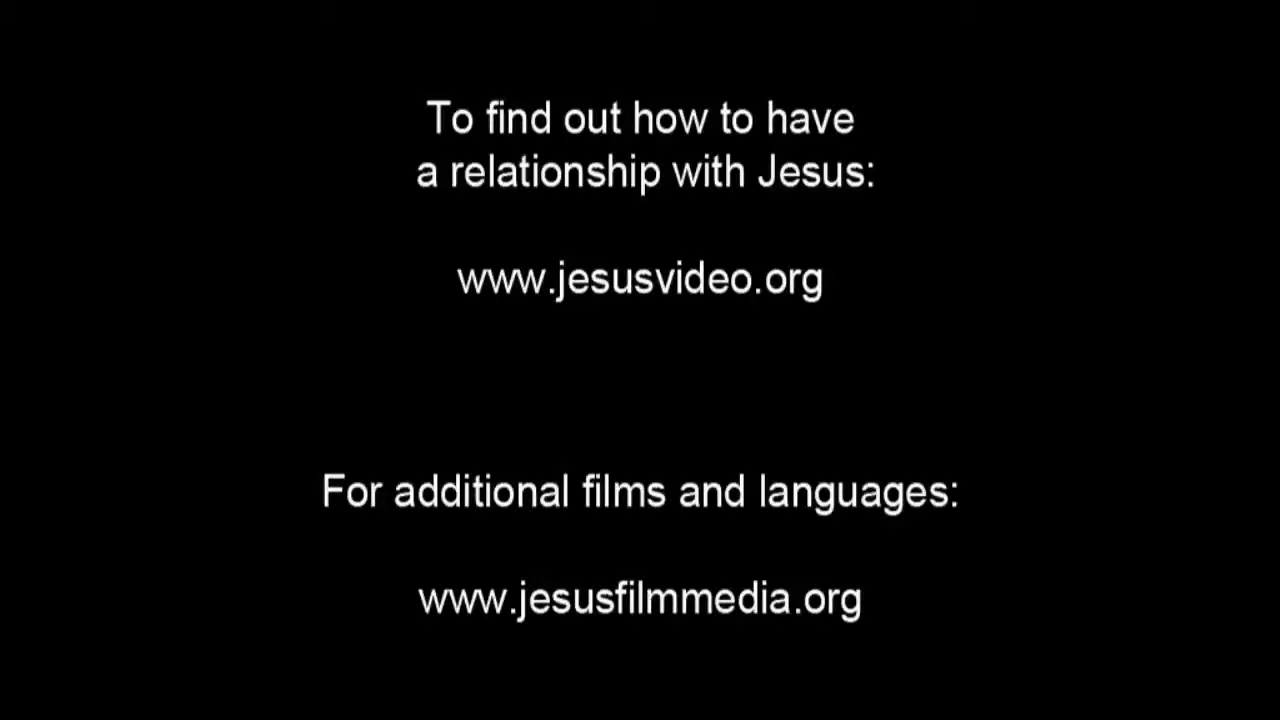 To find out how to have
a relationship with Jesus:
www.jesusvideo.org
For additional films and languages:
www.jesusfilmmedia.org